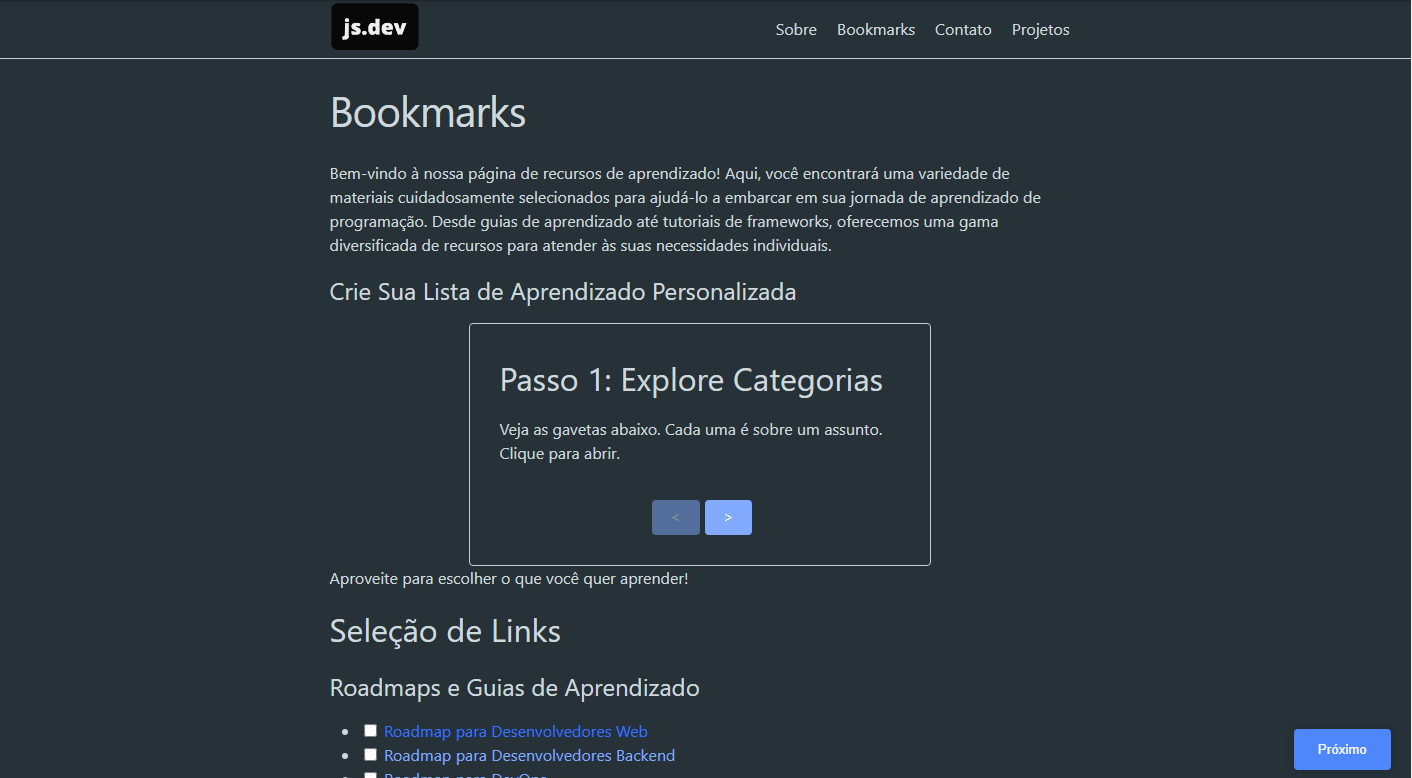 js.dev
Sobre Bookmarks Contato Projetos
Bookmarks
Bem-vindo à nossa página de recursos de aprendizado! Aqui, você encontrará uma variedade de
materiais cuidadosamente selecionados para ajudá-lo a embarcar em sua jornada de aprendizado de
programação. Desde guias de aprendizado até tutoriais de frameworks, oferecemos uma gama
diversificada de recursos para atender às suas necessidades individuais.
Crie Sua Lista de Aprendizado Personalizada
Passo 1: Explore Categorias
Veja as gavetas abaixo. Cada uma é sobre um assunto.
Clique para abrir.
< >
Aproveite para escolher o que você quer aprender!
Seleção de Links
Roadmaps e Guias de Aprendizado
Roadmap para Desenvolvedores Web
Roadmap para Desenvolvedores Backend
Roadmap para DevOps
Próximo